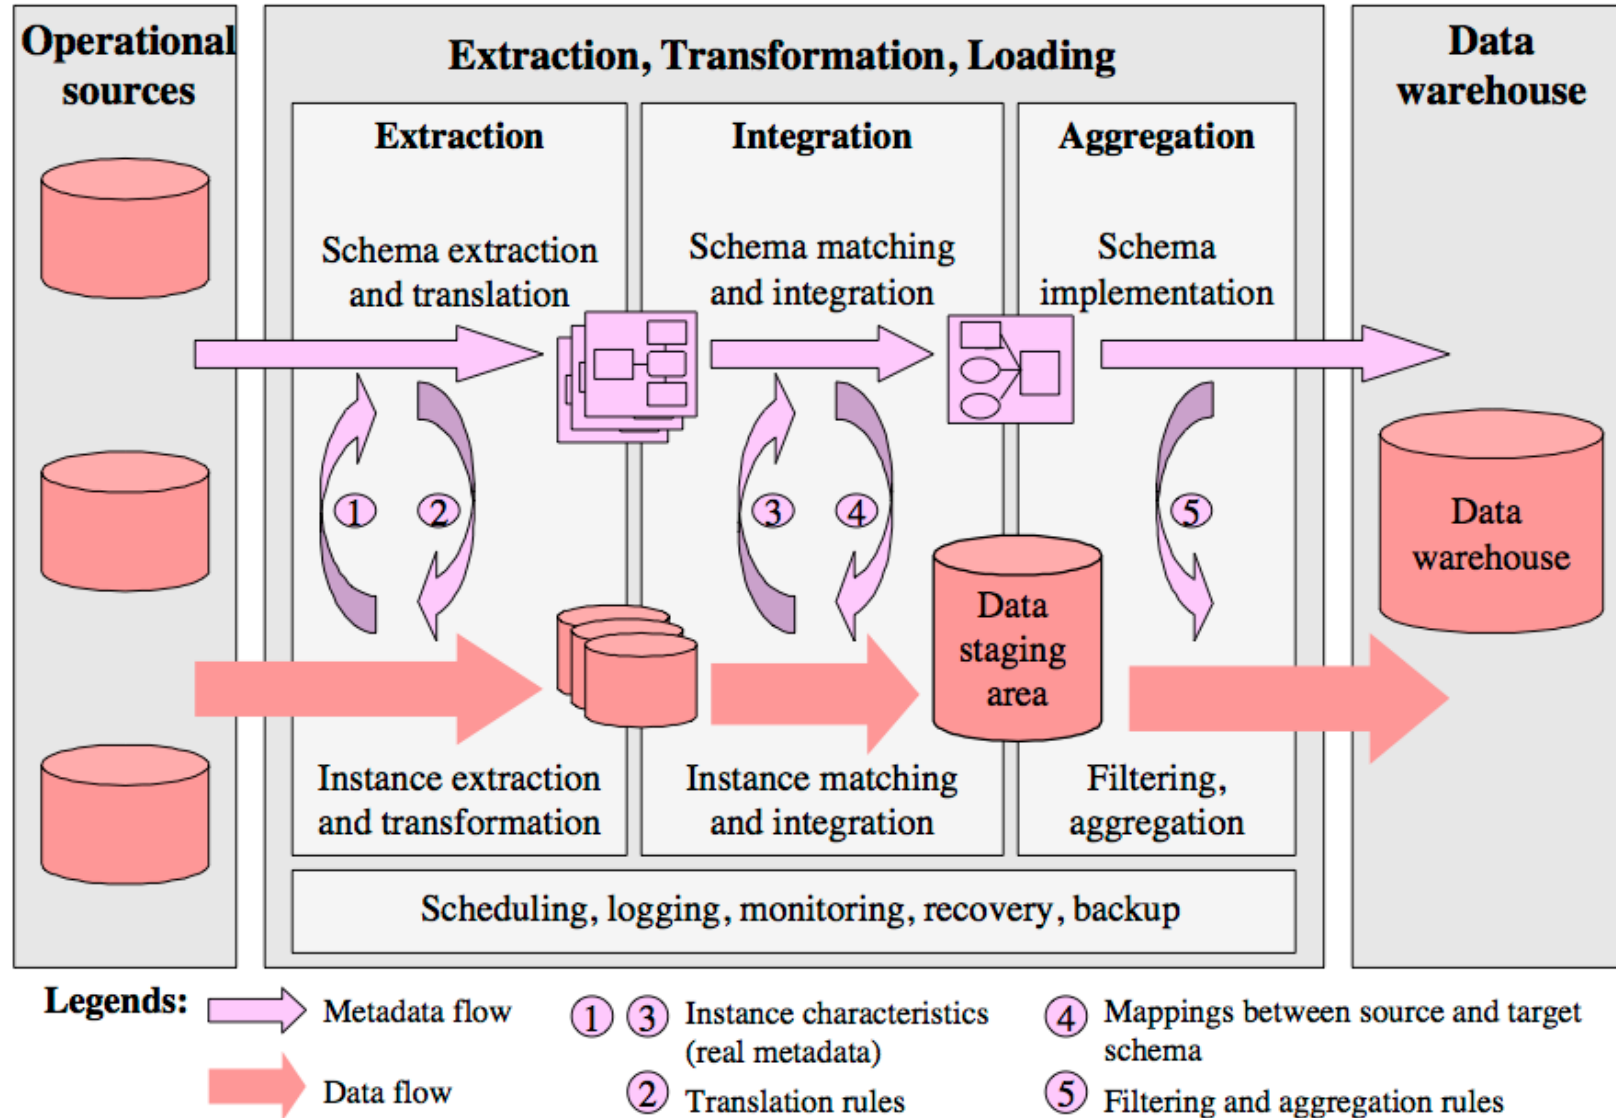 Operational
sources
Extraction, Transformation, Loading
Data
warehouse
Extraction
Integration
Aggregation
Schema extraction
and translation
Schema matching
and integration
Schema
implementation
1
2
3
4
5
Data
warehouse
Data
staging
area
Instance extraction
and transformation
Instance matching
and integration
Filtering,
aggregation
Scheduling, logging, monitoring, recovery, backup
Legends:
Metadata flow
Data flow
1 3 Instance characteristics
(real metadata)
2 Translation rules
4 Mappings between source and target
schema
5 Filtering and aggregation rules